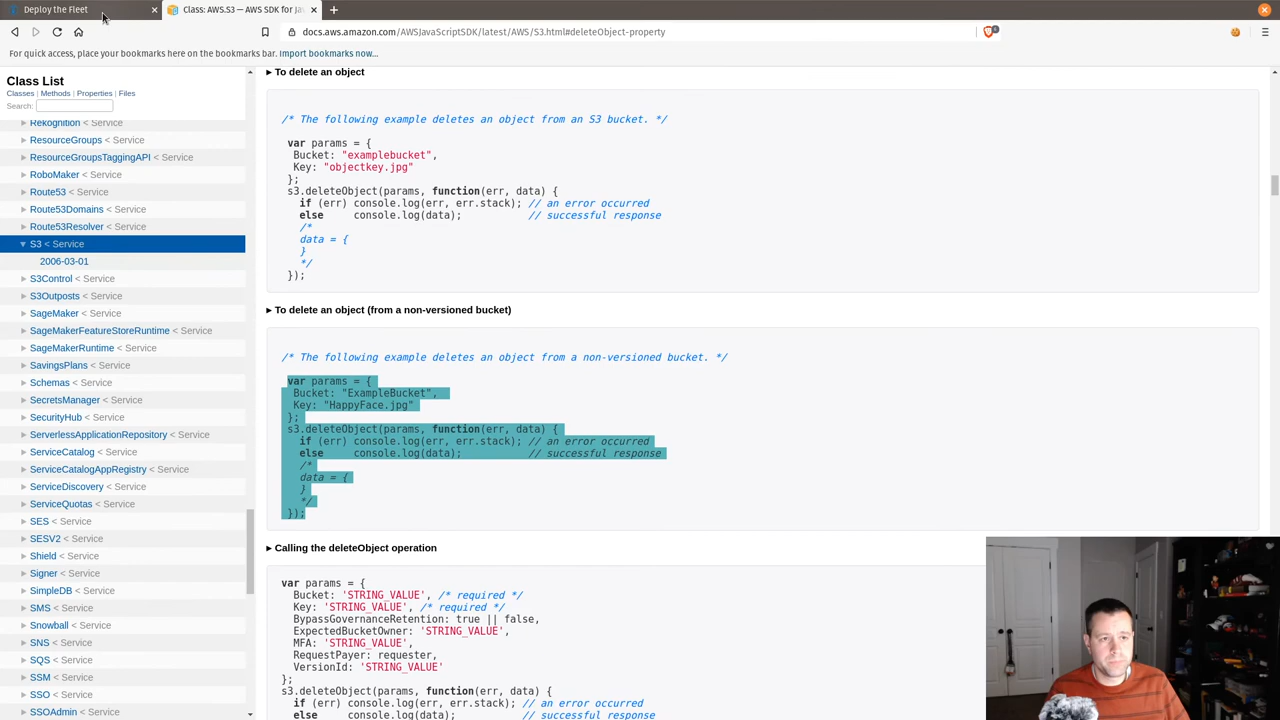 Deploy the Fleet
Class: AWS.S3 — AWS SDK for Jav
docs.aws.amazon.com/AWSJavaScriptSDK/latest/AWS/S3.html#deleteObject-property
For quick access, place your bookmarks here on the bookmarks bar. Import bookmarks now...
Class List
Classes | Methods | Properties | Files
Search:
Rekognition < Service
ResourceGroups < Service
ResourceGroupsTaggingAPI < Service
RoboMaker < Service
Route53 < Service
Route53Domains < Service
Route53Resolver < Service
S3 < Service
2006-03-01
S3Control < Service
S3Outposts < Service
SageMaker < Service
SageMakerFeatureStoreRuntime < Service
SageMakerRuntime < Service
SavingsPlans < Service
Schemas < Service
SecretsManager < Service
SecurityHub < Service
ServerlessApplicationRepository < Service
ServiceCatalog < Service
ServiceCatalogAppRegistry < Service
ServiceDiscovery < Service
ServiceQuotas < Service
SES < Service
SESV2 < Service
Shield < Service
Signer < Service
SimpleDB < Service
SMS < Service
Snowball < Service
SNS < Service
SQS < Service
SSM < Service
SSO < Service
SSOAdmin < Service
▸ To delete an object
/* The following example deletes an object from an S3 bucket. */
var params = {
Bucket: "examplebucket",
Key: "objectkey.jpg"
};
s3.deleteObject(params, function(err, data) {
if (err) console.log(err, err.stack); // an error occurred
else     console.log(data);           // successful response
/*
data = {
}
*/
});
▸ To delete an object (from a non-versioned bucket)
/* The following example deletes an object from a non-versioned bucket. */
var params = {
Bucket: "ExampleBucket",
Key: "HappyFace.jpg"
};
s3.deleteObject(params, function(err, data) {
if (err) console.log(err, err.stack); // an error occurred
else     console.log(data);           // successful response
/*
data = {
}
*/
});
▸ Calling the deleteObject operation
var params = {
Bucket: 'STRING_VALUE', /* required */
Key: 'STRING_VALUE', /* required */
BypassGovernanceRetention: true || false,
ExpectedBucketOwner: 'STRING_VALUE',
MFA: 'STRING_VALUE',
RequestPayer: requester,
VersionId: 'STRING_VALUE'
};
s3.deleteObject(params, function(err, data) {
if (err) console.log(err, err.stack); // an error occurred
else     console.log(data);           // successful response